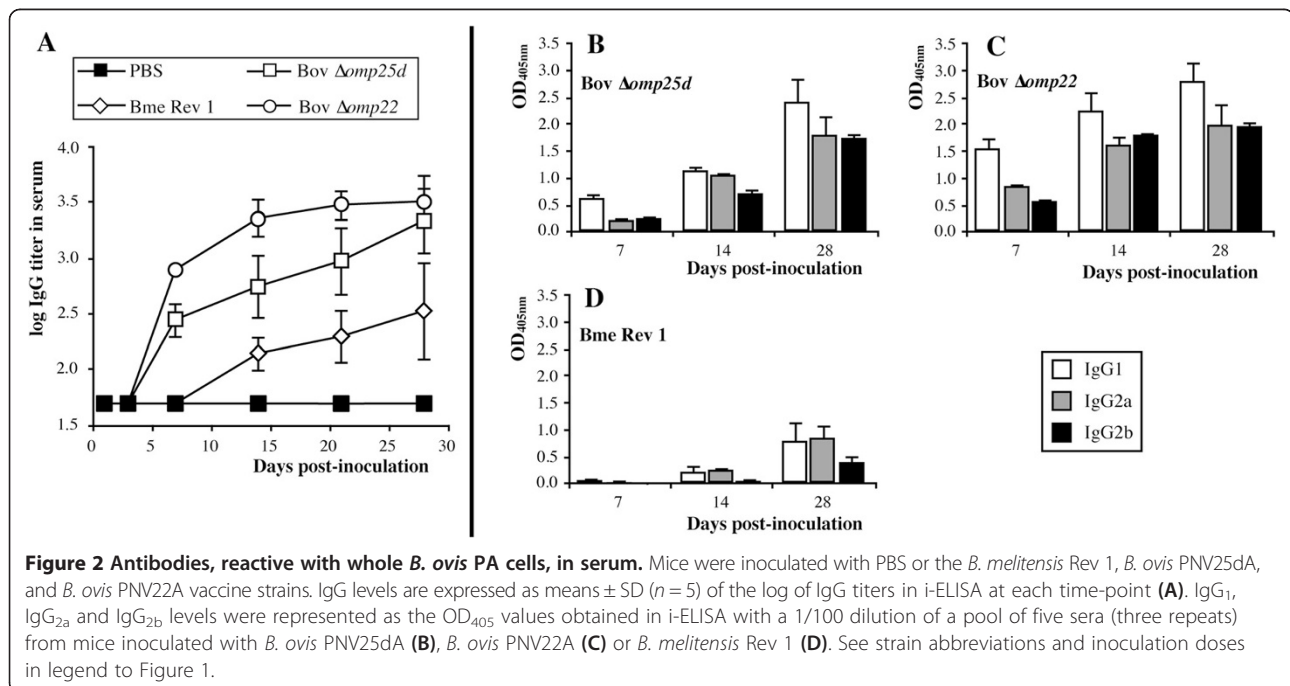 A
PBS
Bov Δomp25d
Bme Rev 1
Bov Δomp22
log IgG titer in serum
4.0
3.5
3.0
2.5
2.0
1.5
0 5 10 15 20 25 30
Days post-inoculation
B
OD405nm
3.5
3.0
2.5
2.0
1.5
1.0
0.5
0.0
Bov Δomp25d
7 14 28
Days post-inoculation
C
OD405nm
3.5
3.0
2.5
2.0
1.5
1.0
0.5
0.0
Bov Δomp22
7 14 28
Days post-inoculation
D
OD405nm
3.5
3.0
2.5
2.0
1.5
1.0
0.5
0.0
Bme Rev 1
7 14 28
Days post-inoculation
IgG1
IgG2a
IgG2b
Figure 2 Antibodies, reactive with whole B. ovis PA cells, in serum. Mice were inoculated with PBS or the B. melitensis Rev 1, B. ovis PNV25dA,
and B. ovis PNV22A vaccine strains. IgG levels are expressed as means ± SD (n = 5) of the log of IgG titers in i-ELISA at each time-point (A). IgG1,
IgG2a and IgG2b levels were represented as the OD405 values obtained in i-ELISA with a 1/100 dilution of a pool of five sera (three repeats)
from mice inoculated with B. ovis PNV25dA (B), B. ovis PNV22A (C) or B. melitensis Rev 1 (D). See strain abbreviations and inoculation doses
in legend to Figure 1.